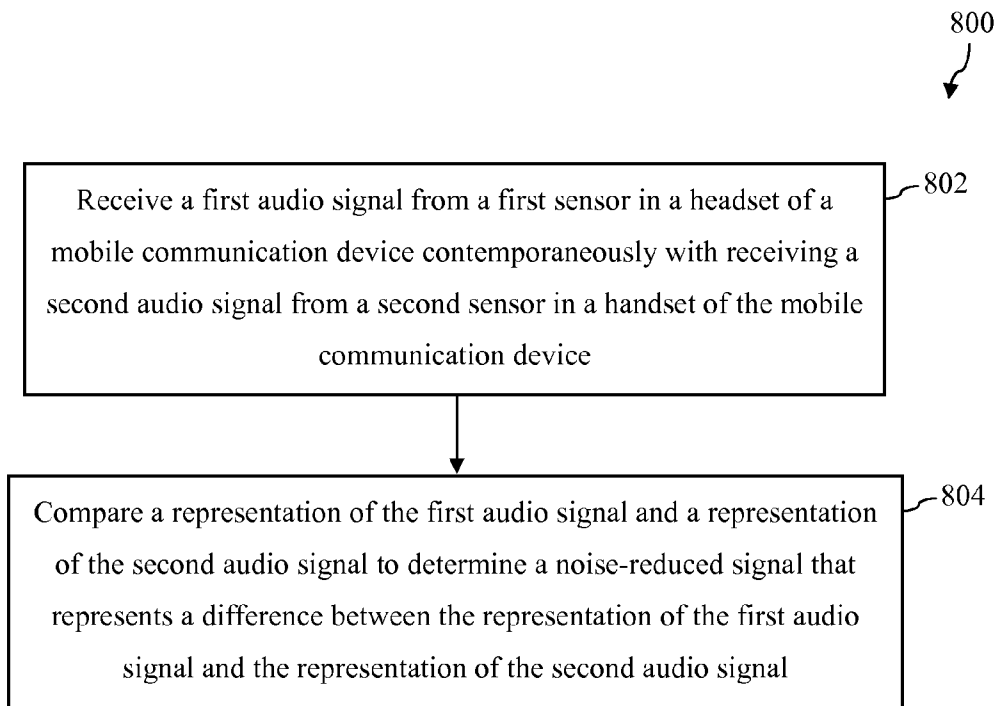 800
Receive a first audio signal from a first sensor in a headset of a
mobile communication device contemporaneously with receiving a
second audio signal from a second sensor in a handset of the mobile
communication device
802
Compare a representation of the first audio signal and a representation
of the second audio signal to determine a noise-reduced signal that
represents a difference between the representation of the first audio
signal and the representation of the second audio signal
804